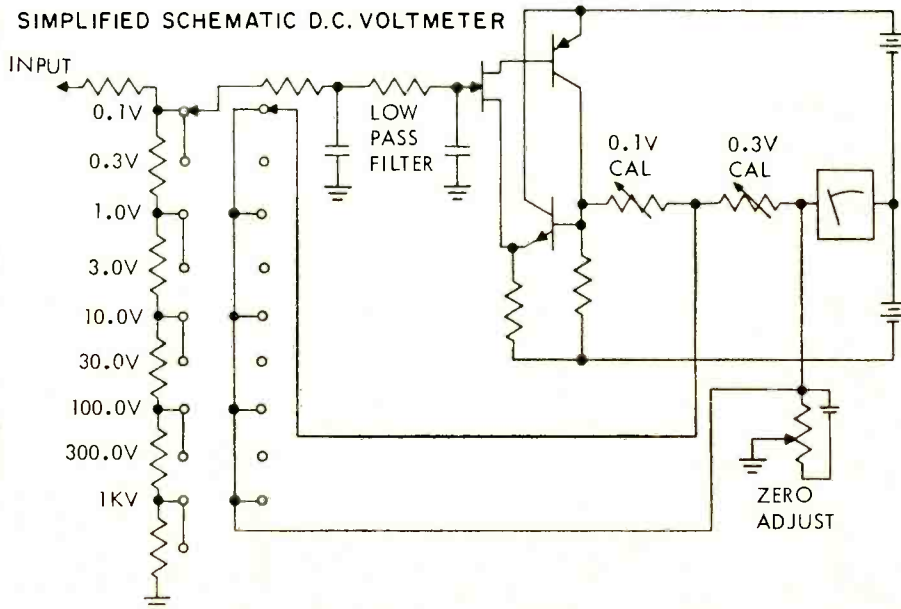 SIMPLIFIED SCHEMATIC D.C. VOLTMETER
INPUT
0.1V
0.3V
1.0V
3.0V
10.0V
30.0V
100.0V
300.0V
1KV
LOW
PASS
FILTER
0.1V
CAL
0.3V
CAL
ZERO
ADJUST